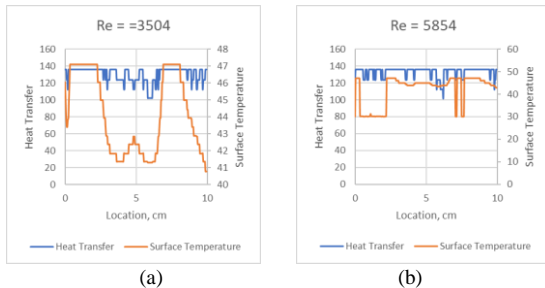 Re = =3504
Heat Transfer
160
140
120
100
80
60
40
20
0
48
47
46
45
44
43
42
41
40
Surface Temperature
0
5
10
Location, cm
Heat Transfer
Surface Temperature
(a)
Re = 5854
Heat Transfer
160
140
120
100
80
60
40
20
0
60
50
40
30
20
10
0
Surface Temperature
0
5
10
Location, cm
Heat Transfer
Surface Temperature
(b)